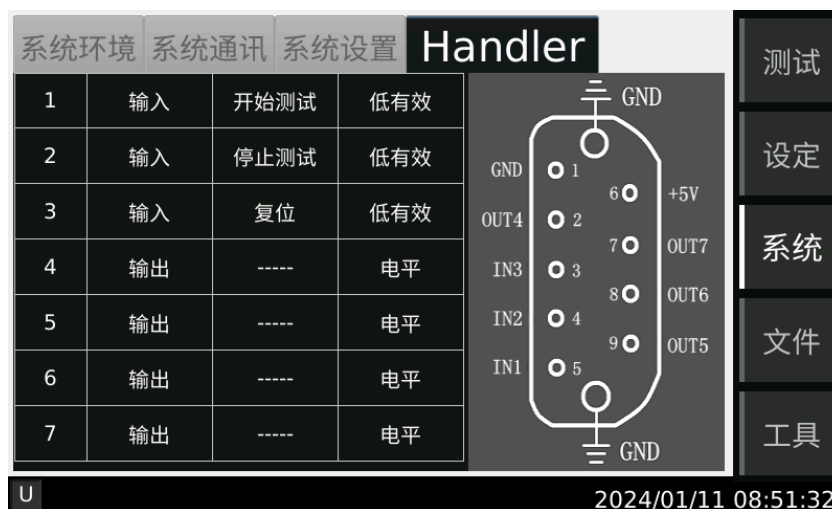 系统环境 系统通讯 系统设置 Handler
1 输入 开始测试 低有效
2 输入 停止测试 低有效
3 输入 复位 低有效
4 输出 ----- 电平
5 输出 ----- 电平
6 输出 ----- 电平
7 输出 ----- 电平
GND
GND 1
6 +5V
OUT4 2
7 OUT7
IN3 3
8 OUT6
IN2 4
9 OUT5
IN1 5
GND
测试
设定
系统
文件
工具
U
2024/01/11 08:51:32